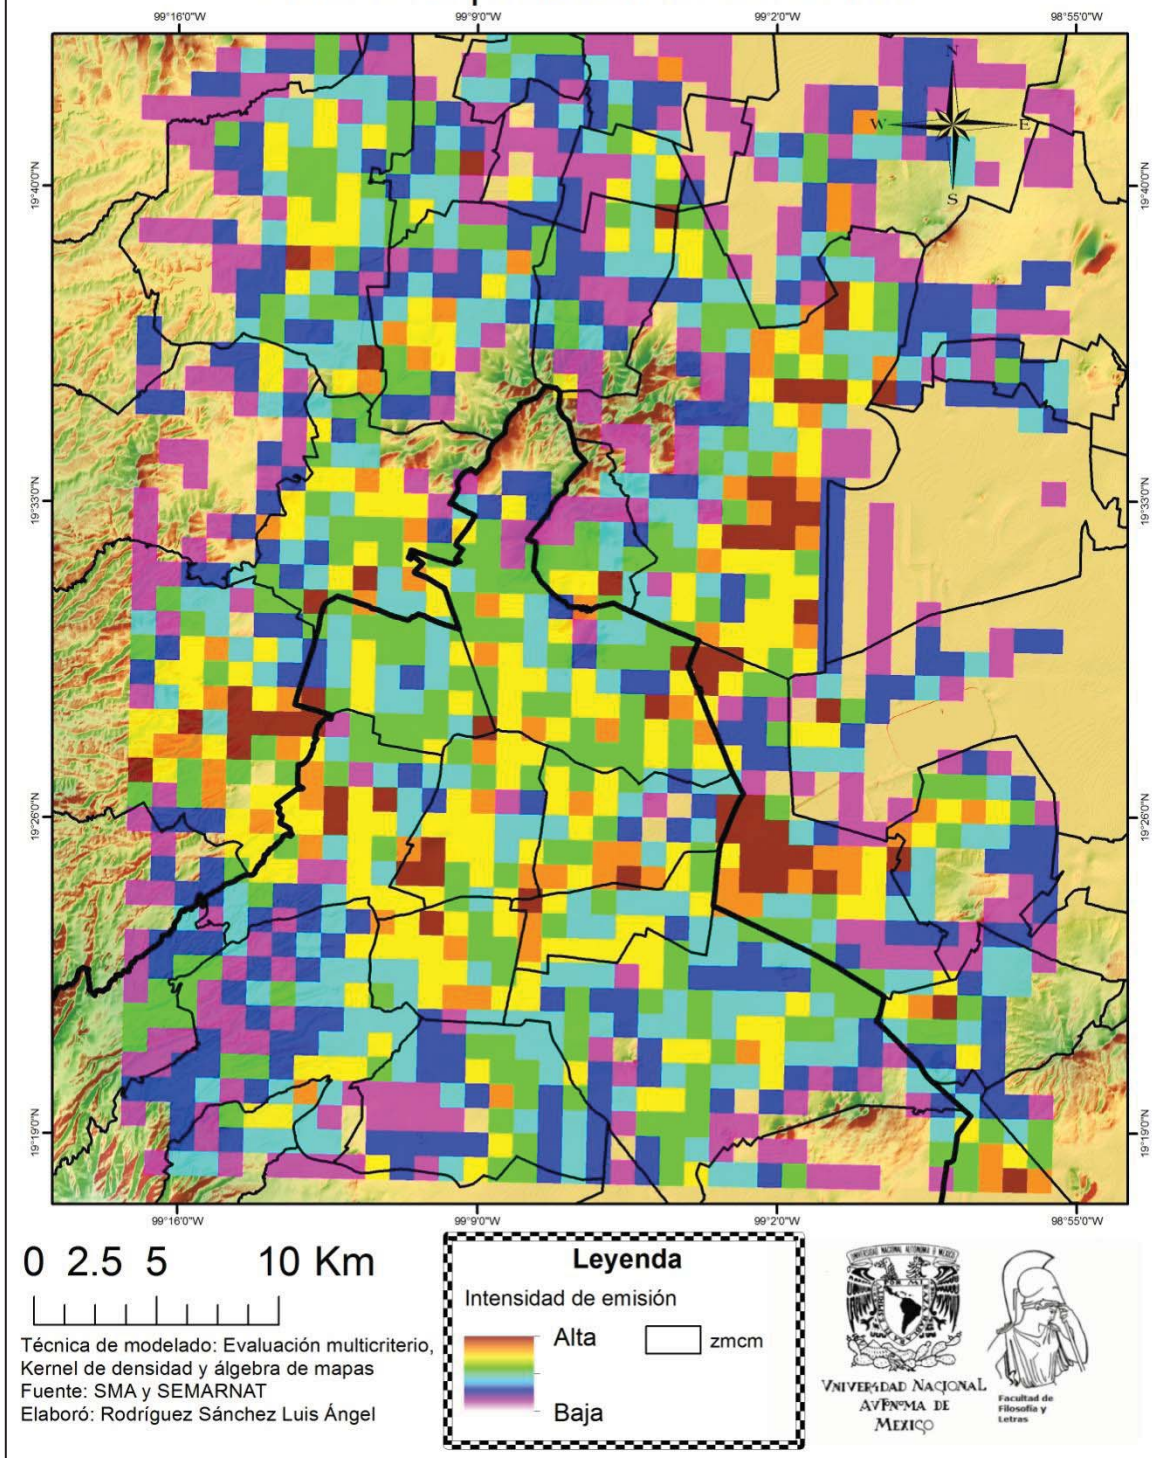 99°16'0"W 99°9'0"W 99°2'0"W 98°55'0"W
N
W E
S
19°40'0"N 19°40'0"N
19°33'0"N 19°33'0"N
19°26'0"N 19°26'0"N
19°19'0"N 19°19'0"N
99°16'0"W 99°9'0"W 99°2'0"W 98°55'0"W
0 2.5 5 10 Km
Técnica de modelado: Evaluación multicriterio,
Kernel de densidad y álgebra de mapas
Fuente: SMA y SEMARNAT
Elaboró: Rodríguez Sánchez Luis Ángel
Leyenda
Intensidad de emisión
Alta
zmcm
Baja
VNIVERSDAD NACIONAL
AVTNOMA DE
MEXICO
Facultad de
Filosofía y
Letras